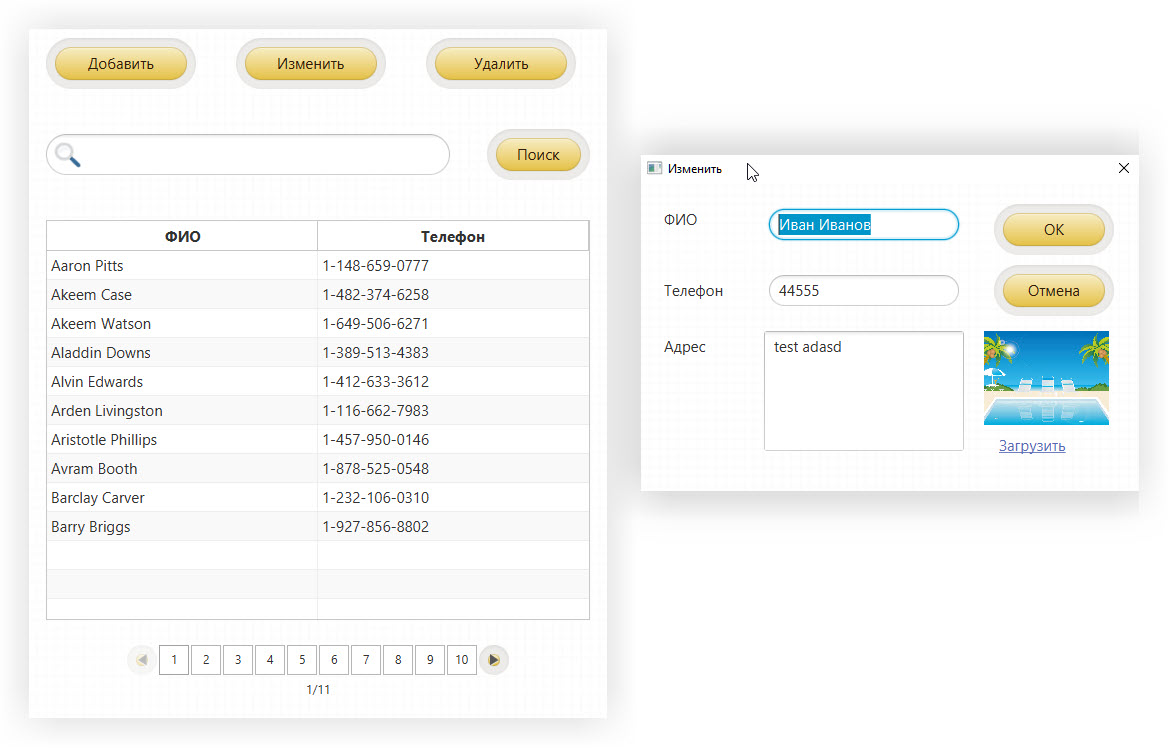 Добавить Изменить Удалить
Поиск
ФИО Телефон
Aaron Pitts 1-148-659-0777
Akeem Case 1-482-374-6258
Akeem Watson 1-649-506-6271
Aladdin Downs 1-389-513-4383
Alvin Edwards 1-412-633-3612
Arden Livingston 1-116-662-7983
Aristotle Phillips 1-457-950-0146
Avram Booth 1-878-525-0548
Barclay Carver 1-232-106-0310
Barry Briggs 1-927-856-8802
1 2 3 4 5 6 7 8 9 10
1/11
Изменить
ФИО Иван Иванов ОК
Телефон 44555 Отмена
Адрес test adasd
Загрузить